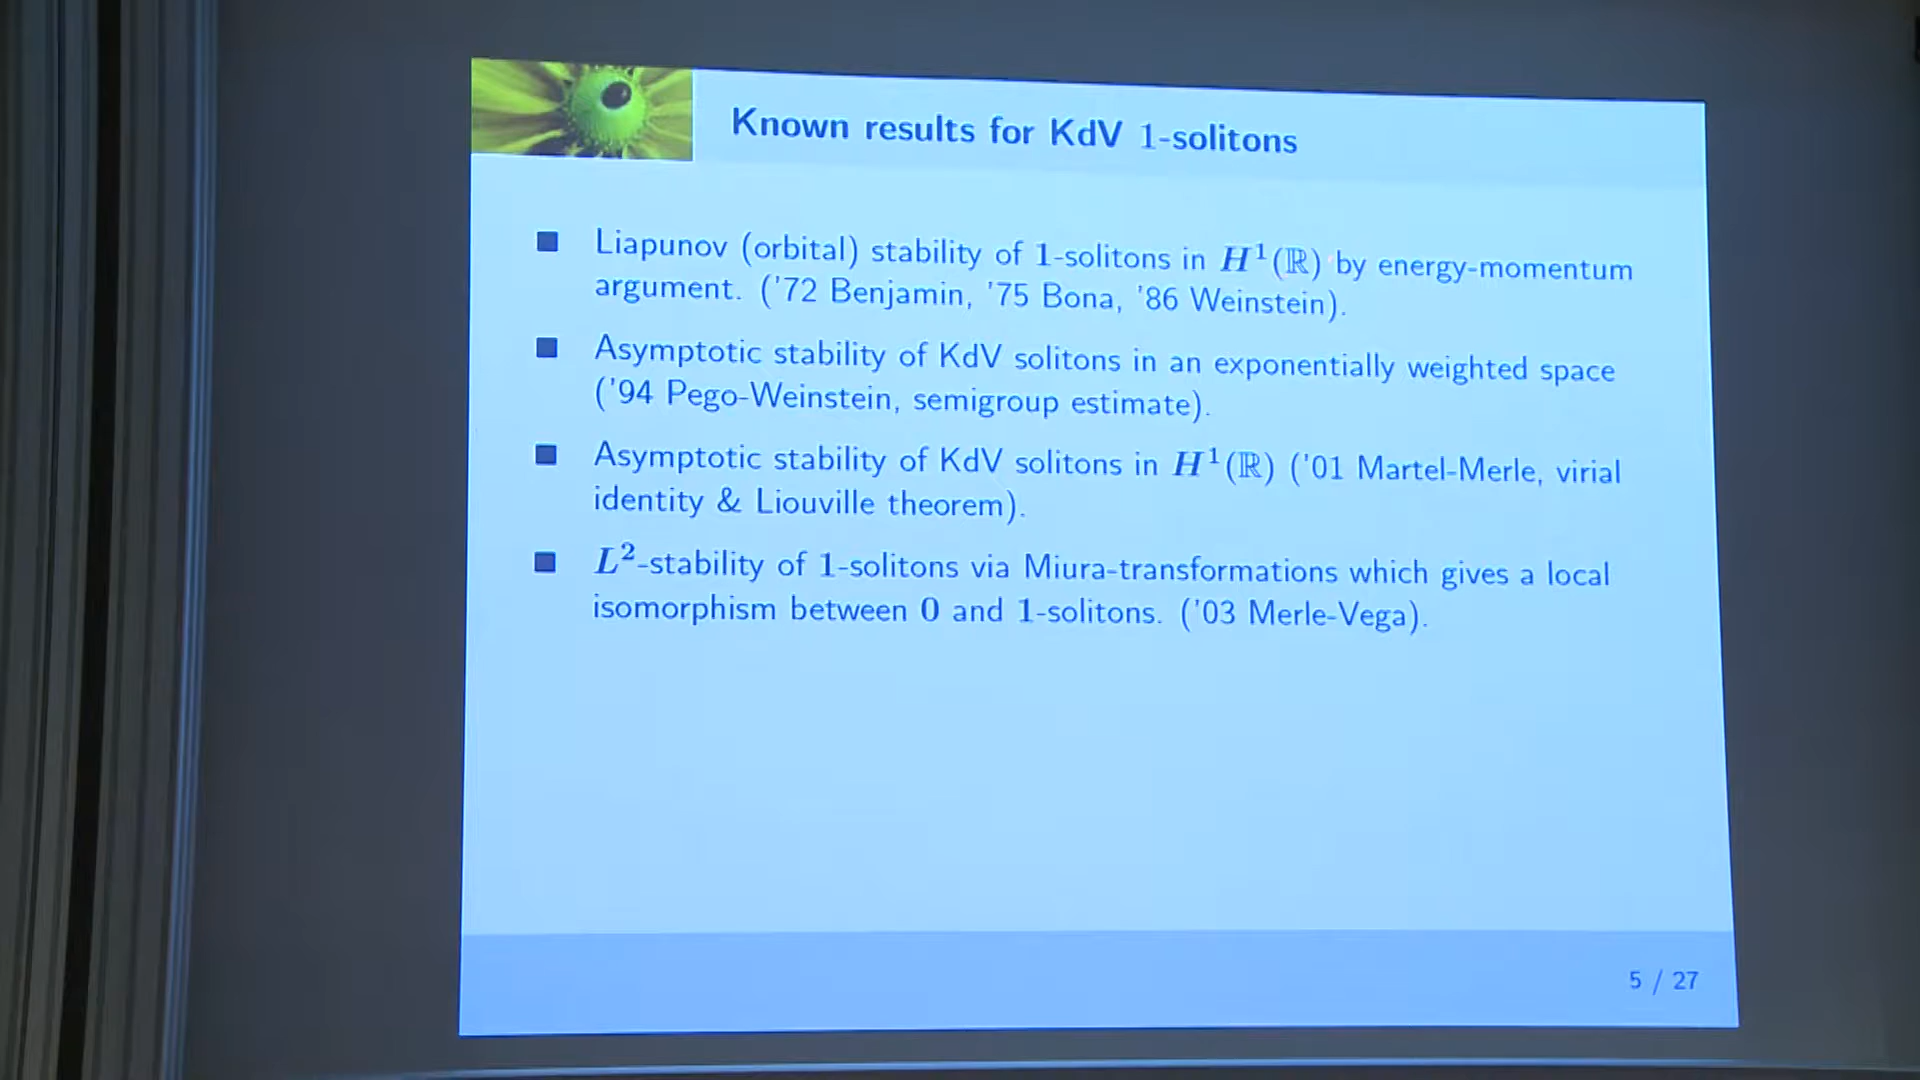 Known results for KdV 1-solitons
Liapunov (orbital) stability of 1-solitons in H¹(ℝ) by energy-momentum
argument. ('72 Benjamin, '75 Bona, '86 Weinstein).
Asymptotic stability of KdV solitons in an exponentially weighted space
('94 Pego-Weinstein, semigroup estimate).
Asymptotic stability of KdV solitons in H¹(ℝ) ('01 Martel-Merle, virial
identity & Liouville theorem).
L²-stability of 1-solitons via Miura-transformations which gives a local
isomorphism between 0 and 1-solitons. ('03 Merle-Vega).
5 / 27